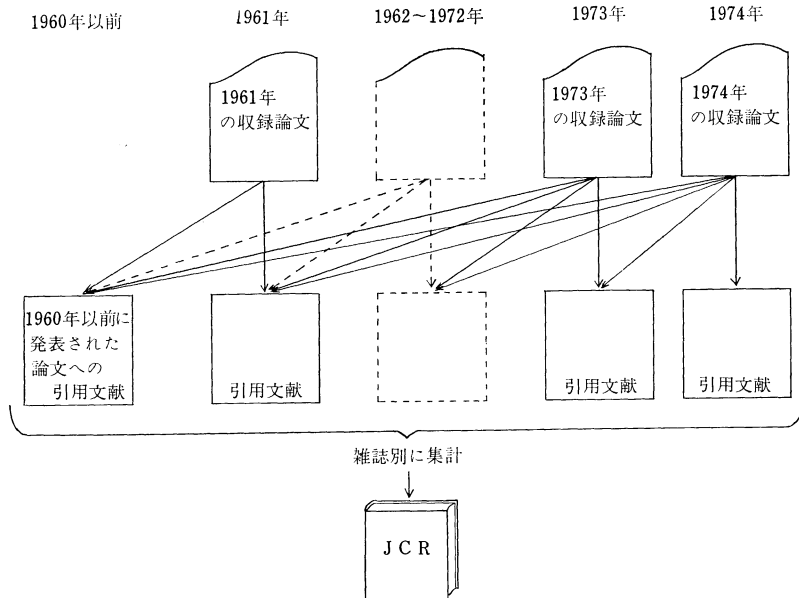 1960年以前
1961年
1962~1972年
1973年
1974年
1961年
の収録論文
1973年
の収録論文
1974年
の収録論文
1960年以前に
発表された
論文への
引用文献
引用文献
引用文献
引用文献
雑誌別に集計
JCR